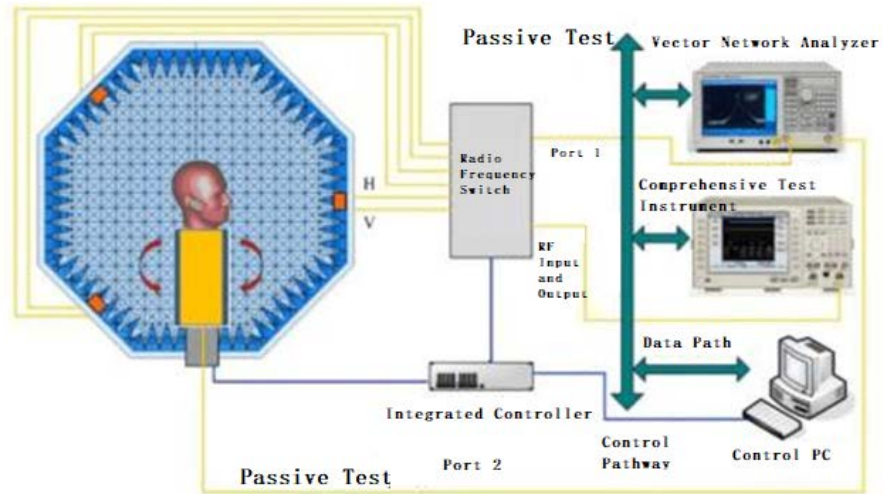 Passive Test
Vector Network Analyzer
Radio
Frequency
Switch
Port 1
H
V
Comprehensive Test
Instrument
RF
Input
and
Output
Data Path
Integrated Controller
Control
Pathway
Control PC
Port 2
Passive Test